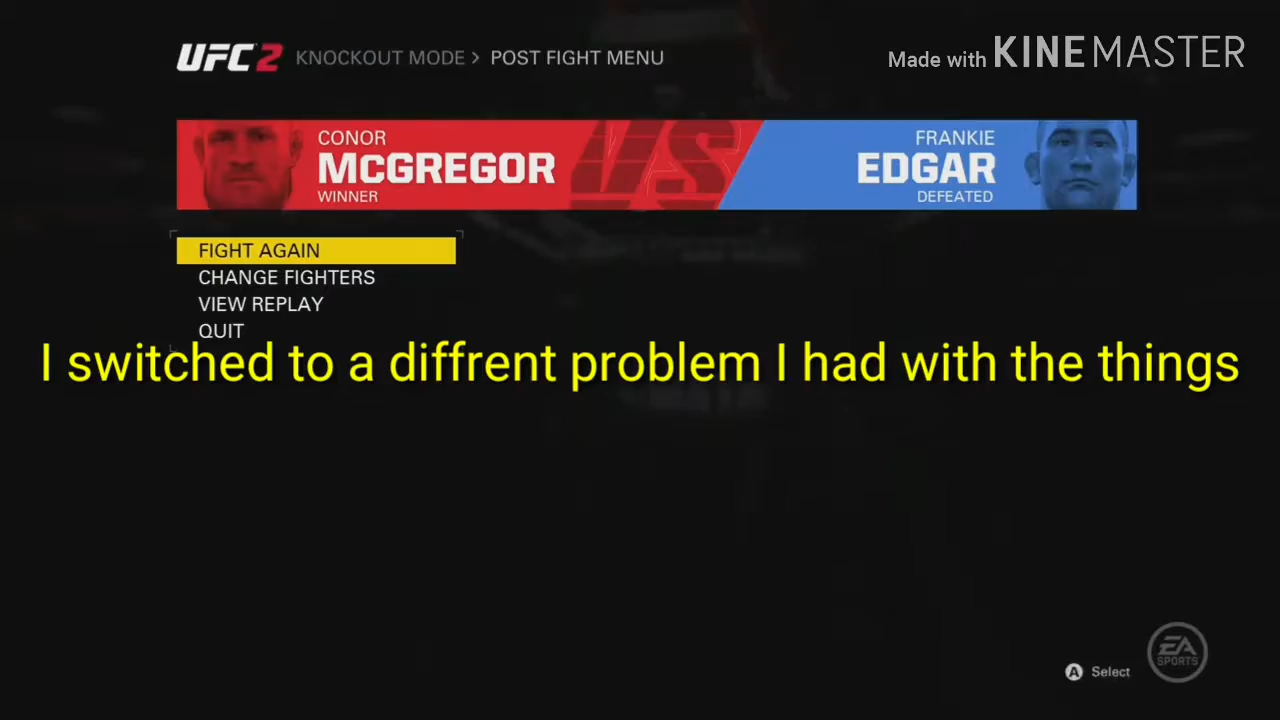 UFC 2 KNOCKOUT MODE > POST FIGHT MENU
Made with KINEMASTER
CONOR
MCGREGOR
WINNER
VS
FRANKIE
EDGAR
DEFEATED
FIGHT AGAIN
CHANGE FIGHTERS
VIEW REPLAY
QUIT
I switched to a diffrent problem I had with the things
A Select
EA
SPORTS